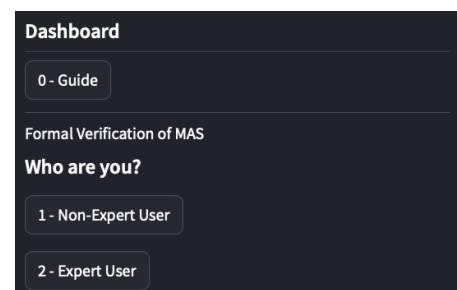 Dashboard
0 - Guide
Formal Verification of MAS
Who are you?
1 - Non-Expert User
2 - Expert User